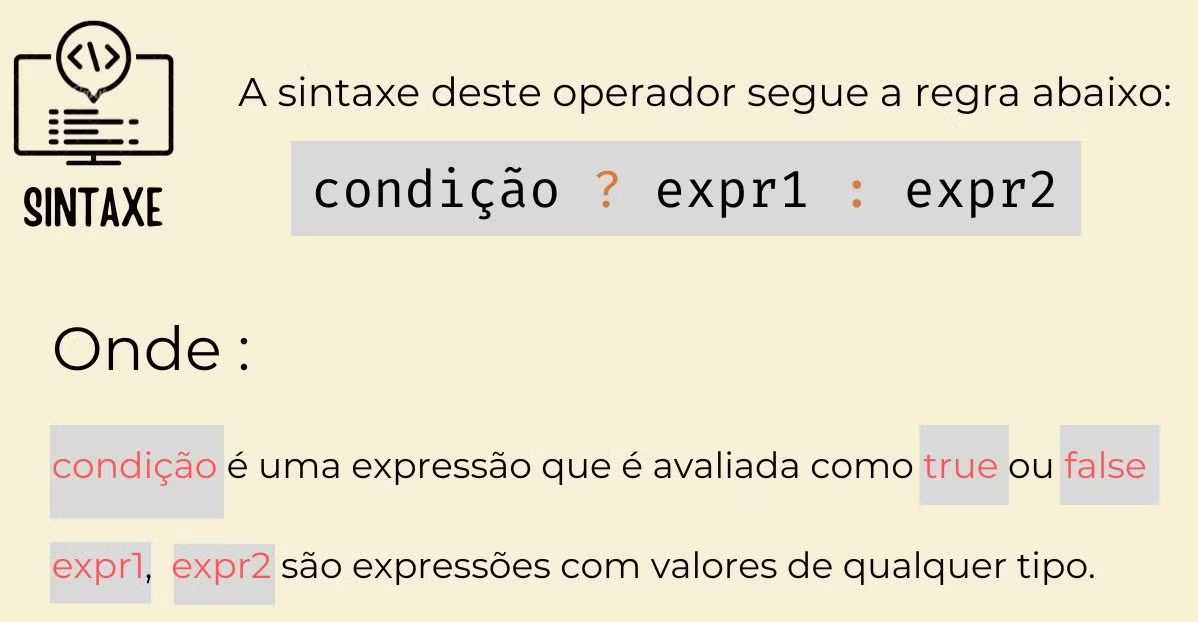 A sintaxe deste operador segue a regra abaixo:
condição ? expr1 : expr2
SINTAXE
Onde :
condição é uma expressão que é avaliada como true ou false
expr1, expr2 são expressões com valores de qualquer tipo.